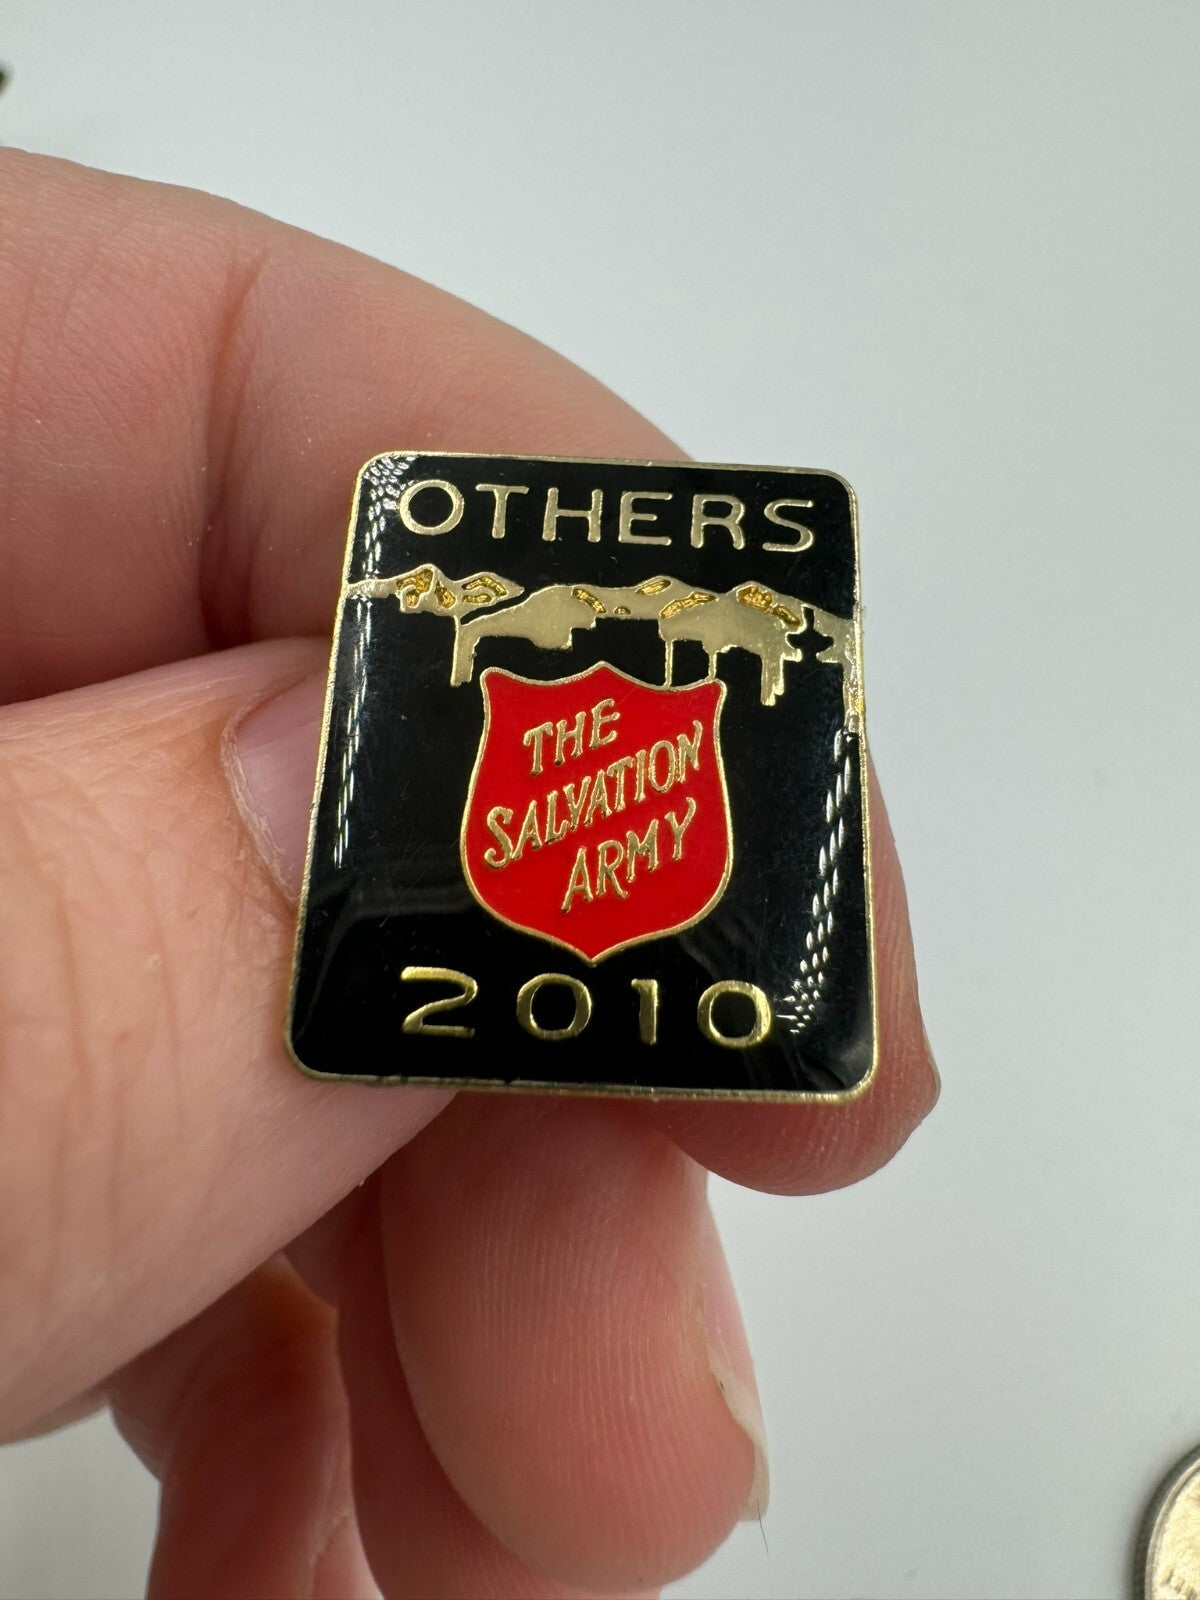 OTHERS
THE
SALVATION
ARMY
2010